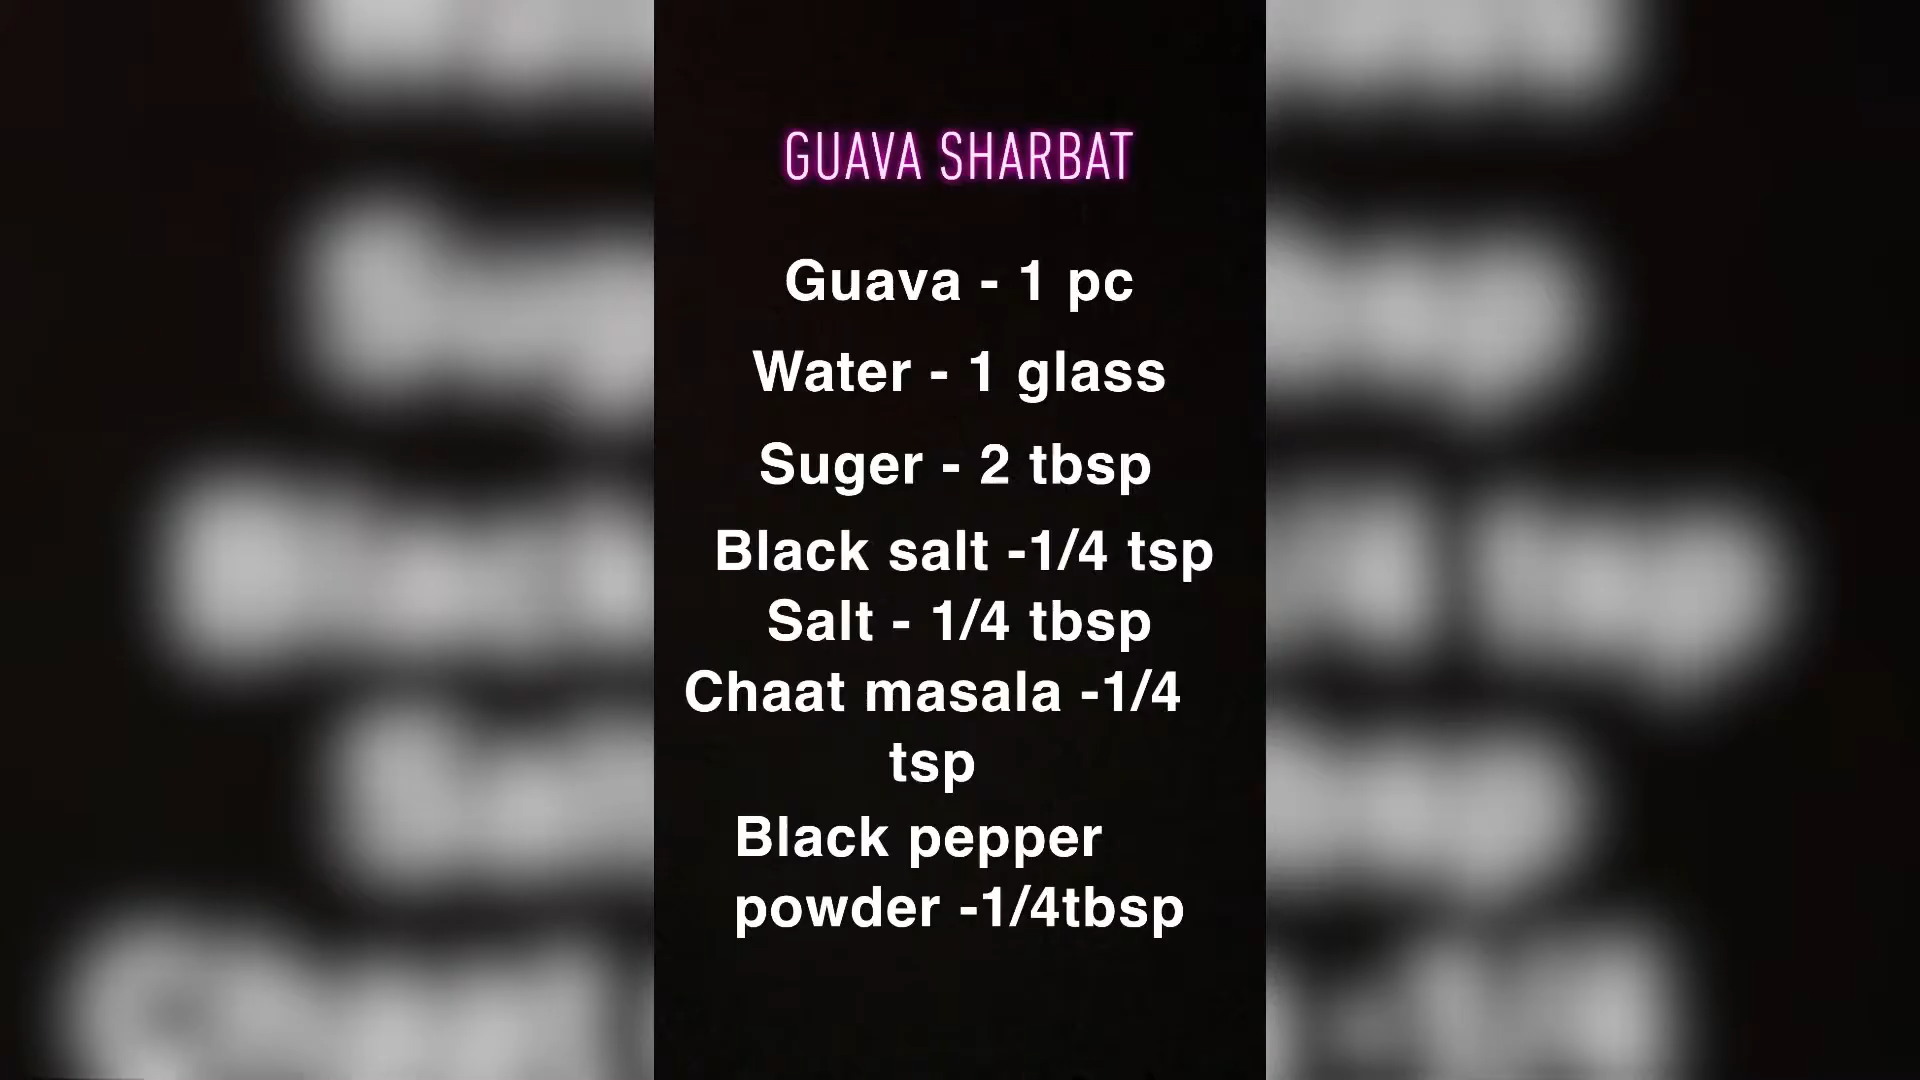 GUAVA SHARBAT
Guava - 1 pc
Water - 1 glass
Suger - 2 tbsp
Black salt -1/4 tsp
Salt - 1/4 tbsp
Chaat masala -1/4
tsp
Black pepper
powder -1/4tbsp